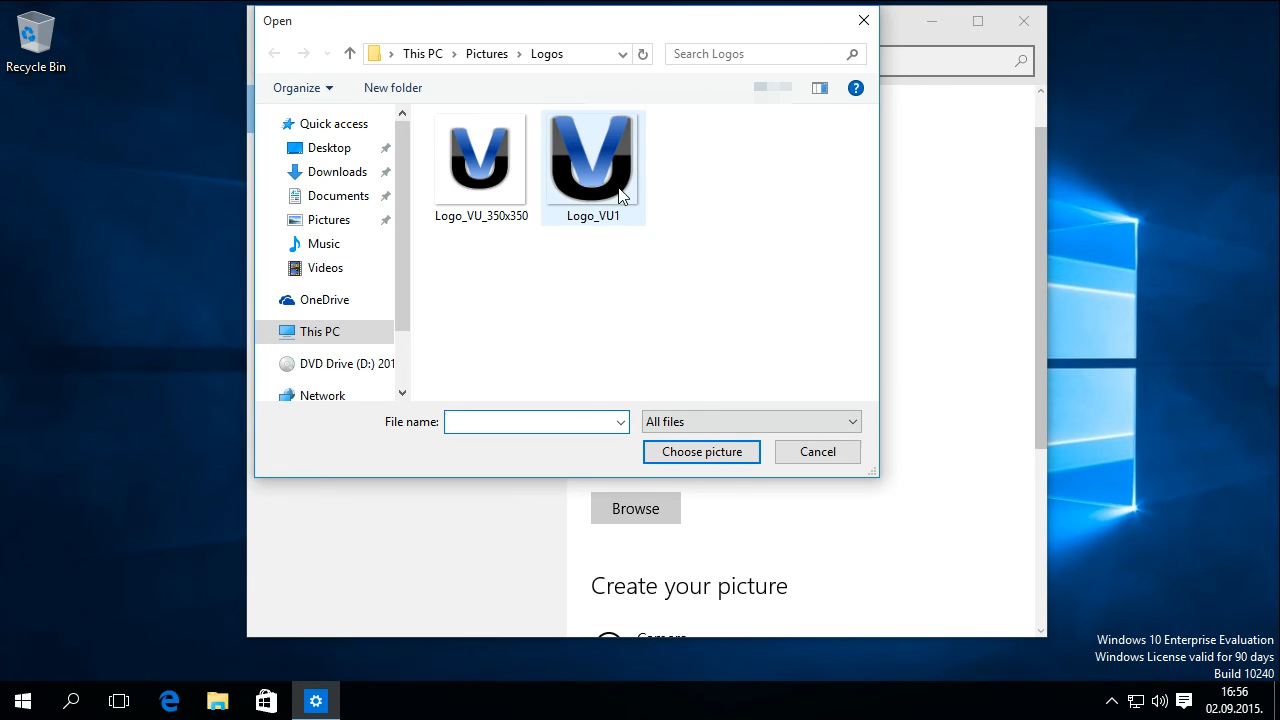 Recycle Bin
Open
This PC
Pictures
Logos
Search Logos
Organize
New folder
Quick access
Desktop
Downloads
Documents
Pictures
Music
Videos
OneDrive
This PC
DVD Drive (D:) 201
Network
Logo_VU_350x350
Logo_VU1
File name:
All files
Choose picture
Cancel
Browse
Create your picture
Camera
Windows 10 Enterprise Evaluation
Windows License valid for 90 days
Build 10240
16:56
02.09.2015.